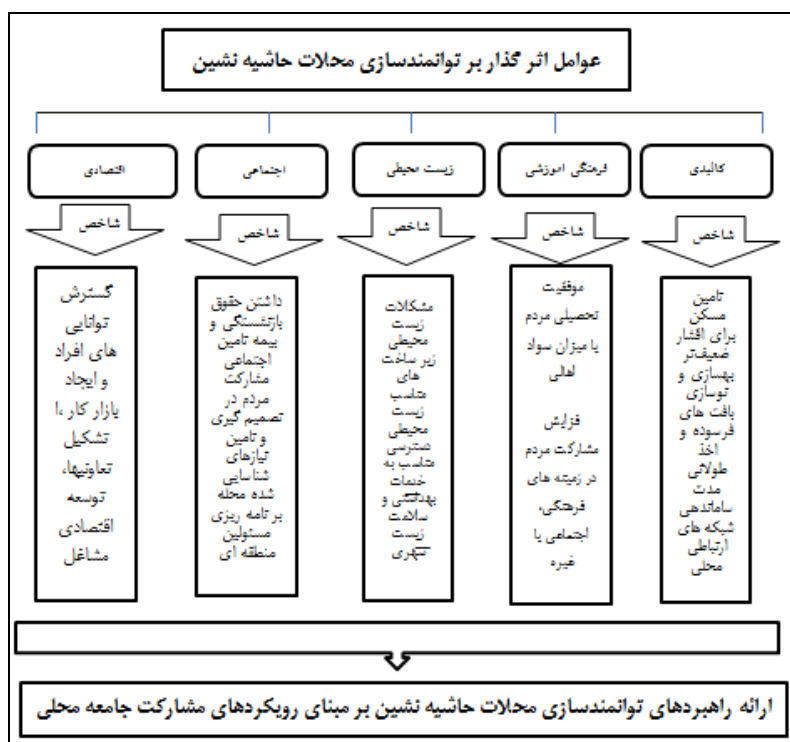 عوامل اثر گذار بر توانمندسازی محلات حاشیه نشین
کالبدی
فرهنگی اموزشی
زیست محیطی
اجتماعی
اقتصادی
شاخص
شاخص
شاخص
شاخص
شاخص
تامین
مسکن
برای اقشار
ضعیف‌تر
بهسازی و
نوسازی
بافت های
فرسوده و
اخذ
طولانی
مدت
ساماندهی
شبکه های
ارتباطی
محلی
موفقیت
تحصیلی مردم
یا میزان سواد
اهالی
فزایش
مشارکت مردم
در زمینه های
فرهنگی،
اجتماعی یا
غیره
مشکلات
زیست
محیطی
زیر ساخت
های
مناسب
زیست
محیطی
دسترسی
مناسب به
خدمات
بهداشتی و
سلامت
زیست
شهری
داشتن حقوق
بازنشستگی و
بیمه تامین
اجتماعی
مشارکت
مردم در
تصمیم گیری
و تامین
نیازهای
شناسایی
شده محله
برنامه ریزی
مسئولین
منطقه ای
گسترش
توانایی
های افراد
و ایجاد
بازار کار ،ا
تشکیل
تعاونیها،
توسعه
اقتصادی
مشاغل
ارائه راهبردهای توانمندسازی محلات حاشیه نشین بر مبنای رویکردهای مشارکت جامعه محلی